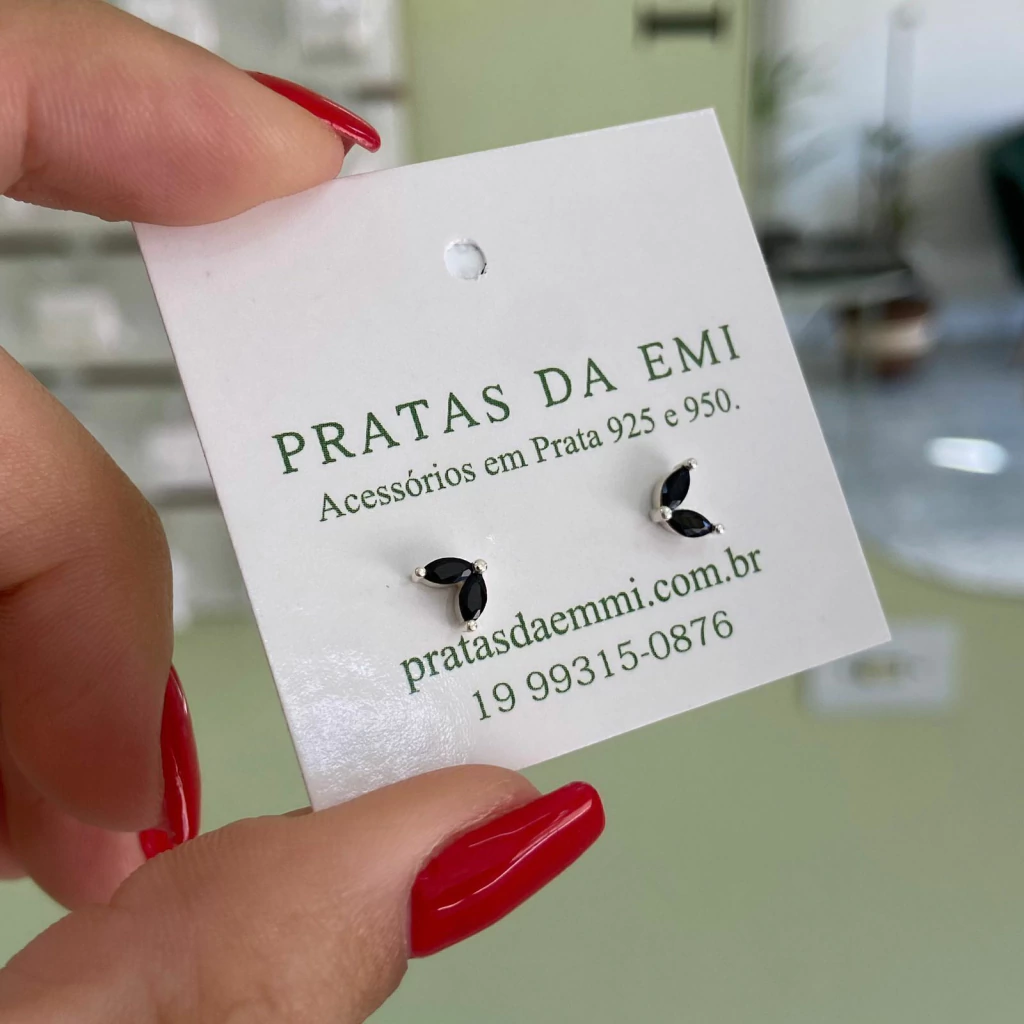 PRATAS DA EMI
Acessórios em Prata 925 e 950.
pratasdaemmi.com.br
19 99315-0876